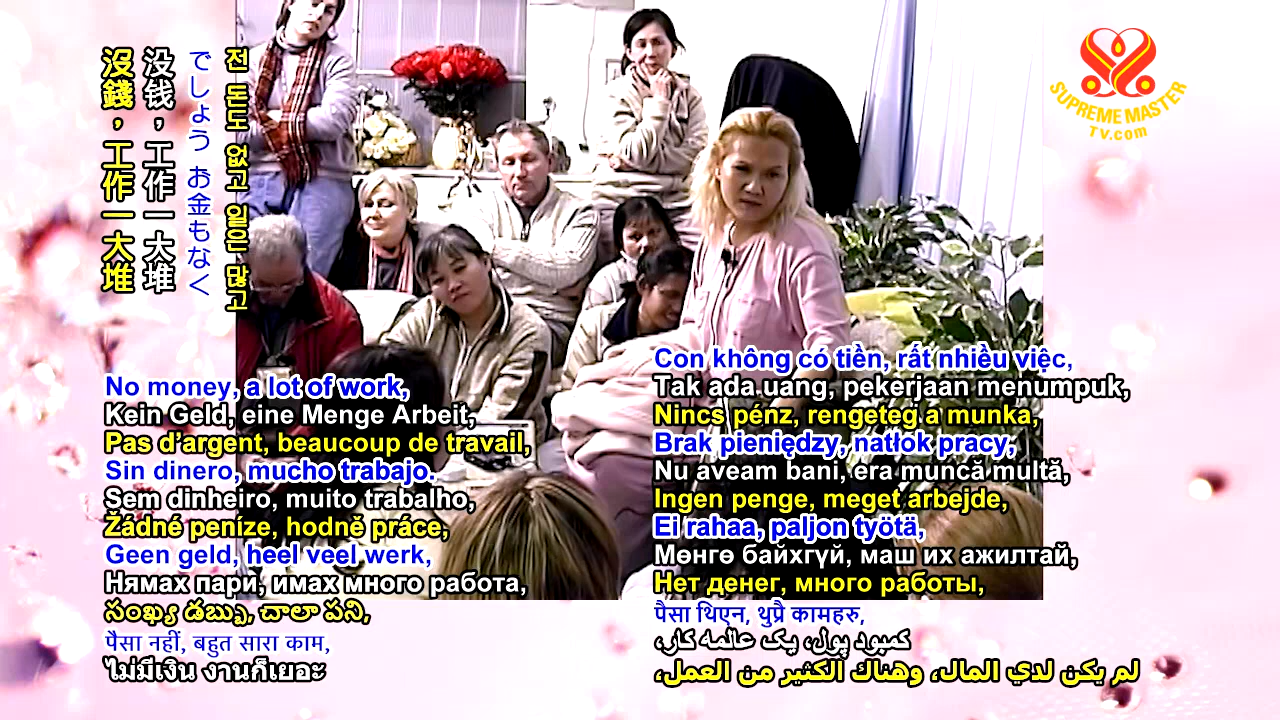 沒錢，工作一大堆
没钱，工作一大堆
でしょう お金もなく
전 돈도 없고 일은 많고
SUPREME MASTER
TV.com
No money, a lot of work,
Kein Geld, eine Menge Arbeit,
Pas d’argent, beaucoup de travail,
Sin dinero, mucho trabajo.
Sem dinheiro, muito trabalho,
Žádné peníze, hodně práce,
Geen geld, heel veel werk,
Нямах пари, имах много работа,
సంఖ్య డబ్బు, చాలా పని,
पैसा नहीं, बहुत सारा काम,
ไม่มีเงิน งานก็เยอะ
Con không có tiền, rất nhiều việc,
Tak ada uang, pekerjaan menumpuk,
Nincs pénz, rengeteg a munka,
Brak pieniędzy, natłok pracy,
Nu aveam bani, era muncă multă,
Ingen penge, meget arbejde,
Ei rahaa, paljon työtä,
Мөнгө байхгүй, маш их ажилтай,
Нет денег, много работы,
पैसा थिएन, थुप्रै कामहरु,
کمبود پول، یک عالمه کار،
لم يكن لدي المال، وهناك الكثير من العمل،